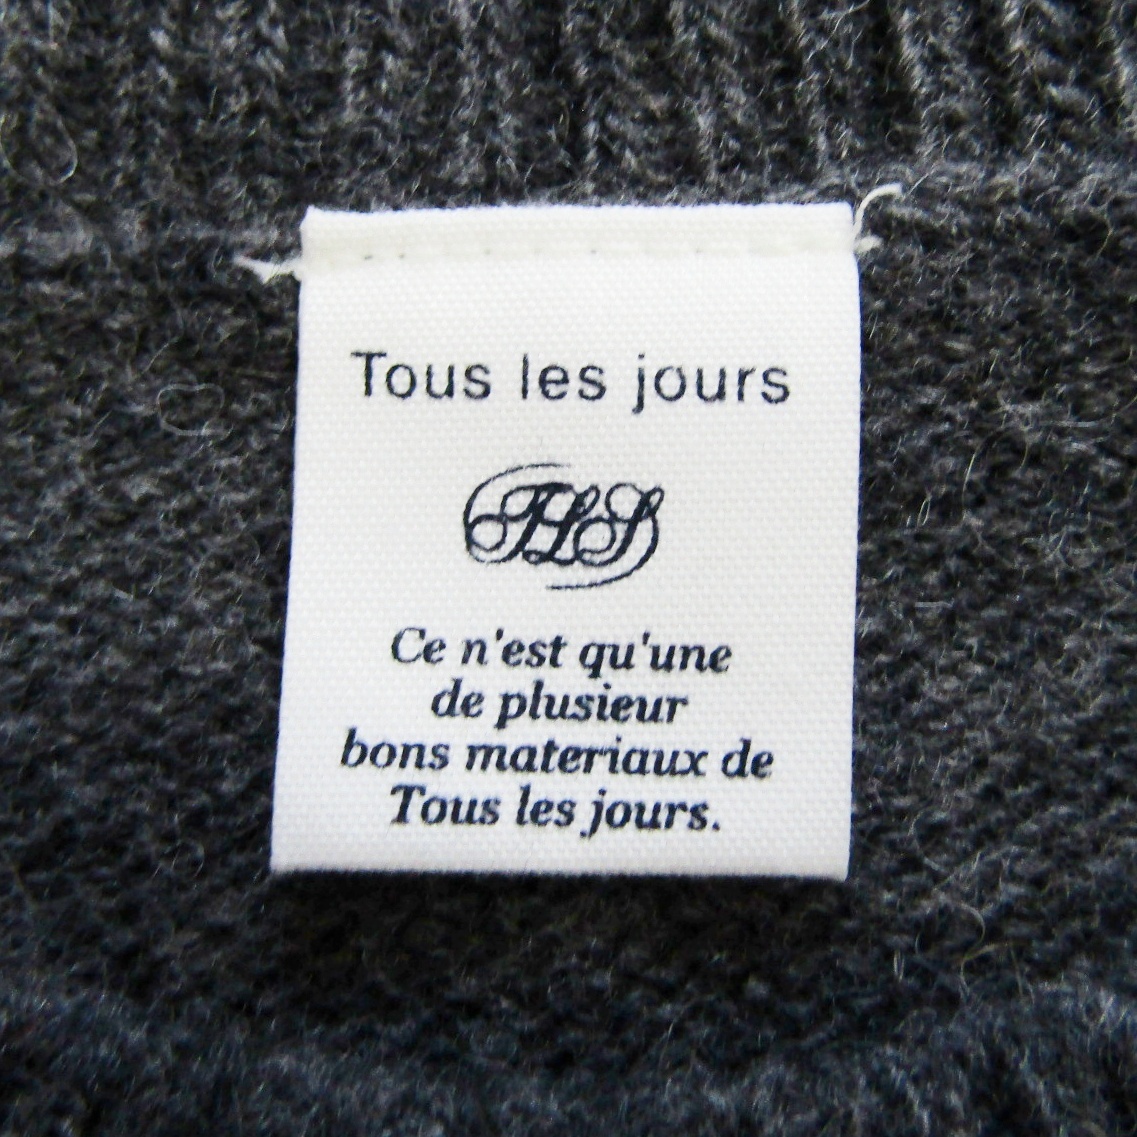 Tous les jours
TLS
Ce n'est qu'une
de plusieur
bons materiaux de
Tous les jours.